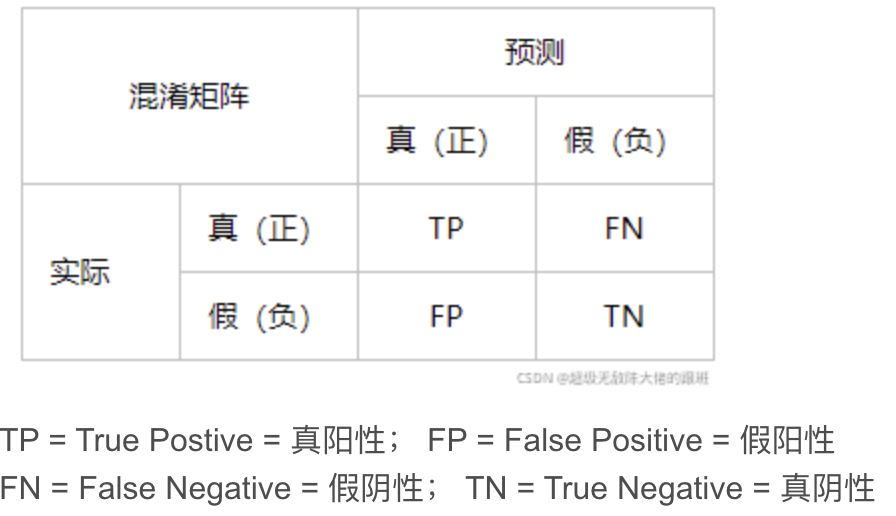 预测
混淆矩阵
真（正） 假（负）
真（正） TP FN
实际
假（负） FP TN
CSDN @超级无敌陈大佬的跟班
TP = True Postive = 真阳性； FP = False Positive = 假阳性
FN = False Negative = 假阴性； TN = True Negative = 真阴性